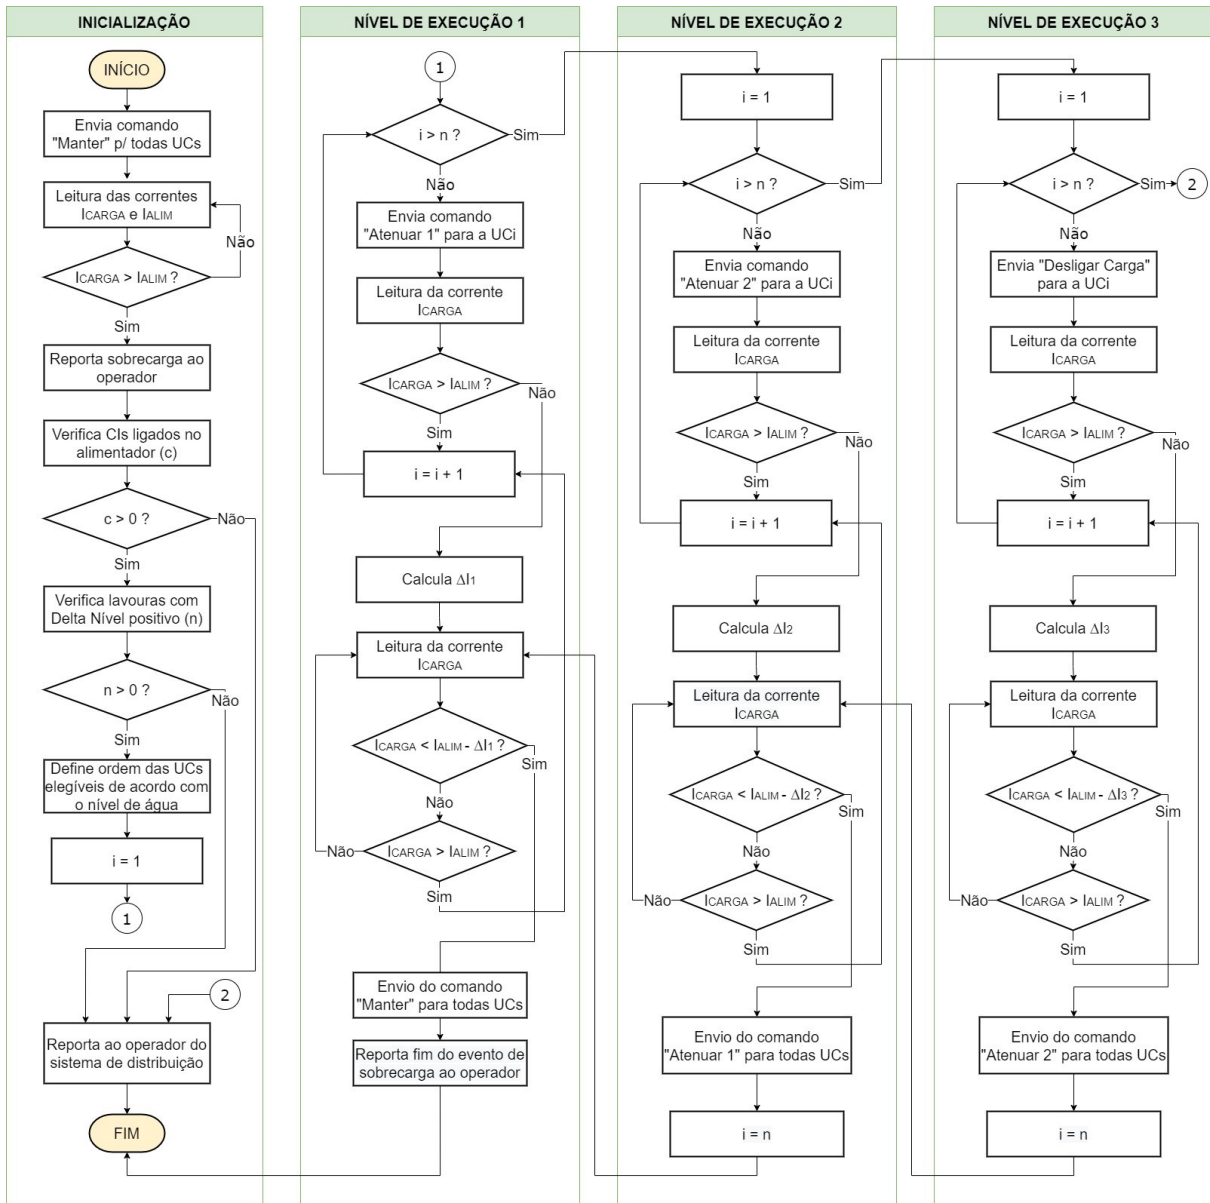 INICIALIZAÇÃO
INÍCIO
Envia comando
"Manter" p/ todas UCs
Leitura das correntes
ICARGA e IALIM
Não
ICARGA > IALIM ?
Sim
Reporta sobrecarga ao
operador
Verifica CIs ligados no
alimentador (c)
c > 0 ?
Não
Sim
Verifica lavouras com
Delta Nível positivo (n)
n > 0 ?
Não
Sim
Define ordem das UCs
elegíveis de acordo com
o nível de água
i = 1
1
2
Reporta ao operador do
sistema de distribuição
FIM
NÍVEL DE EXECUÇÃO 1
1
i > n ?
Sim
Não
Envia comando
"Atenuar 1" para a UCi
Leitura da corrente
ICARGA
ICARGA > IALIM ?
Não
Sim
i = i + 1
Calcula ΔI1
Leitura da corrente
ICARGA
ICARGA < IALIM - ΔI1 ?
Sim
Não
ICARGA > IALIM ?
Não
Sim
Envio do comando
"Manter" para todas UCs
Reporta fim do evento de
sobrecarga ao operador
NÍVEL DE EXECUÇÃO 2
i = 1
i > n ?
Sim
Não
Envia comando
"Atenuar 2" para a UCi
Leitura da corrente
ICARGA
ICARGA > IALIM ?
Não
Sim
i = i + 1
Calcula ΔI2
Leitura da corrente
ICARGA
ICARGA < IALIM - ΔI2 ?
Sim
Não
ICARGA > IALIM ?
Não
Sim
Envio do comando
"Atenuar 1" para todas UCs
i = n
NÍVEL DE EXECUÇÃO 3
i = 1
i > n ?
Sim
2
Não
Envia "Desligar Carga"
para a UCi
Leitura da corrente
ICARGA
ICARGA > IALIM ?
Não
Sim
i = i + 1
Calcula ΔI3
Leitura da corrente
ICARGA
ICARGA < IALIM - ΔI3 ?
Sim
Não
ICARGA > IALIM ?
Não
Sim
Envio do comando
"Atenuar 2" para todas UCs
i = n